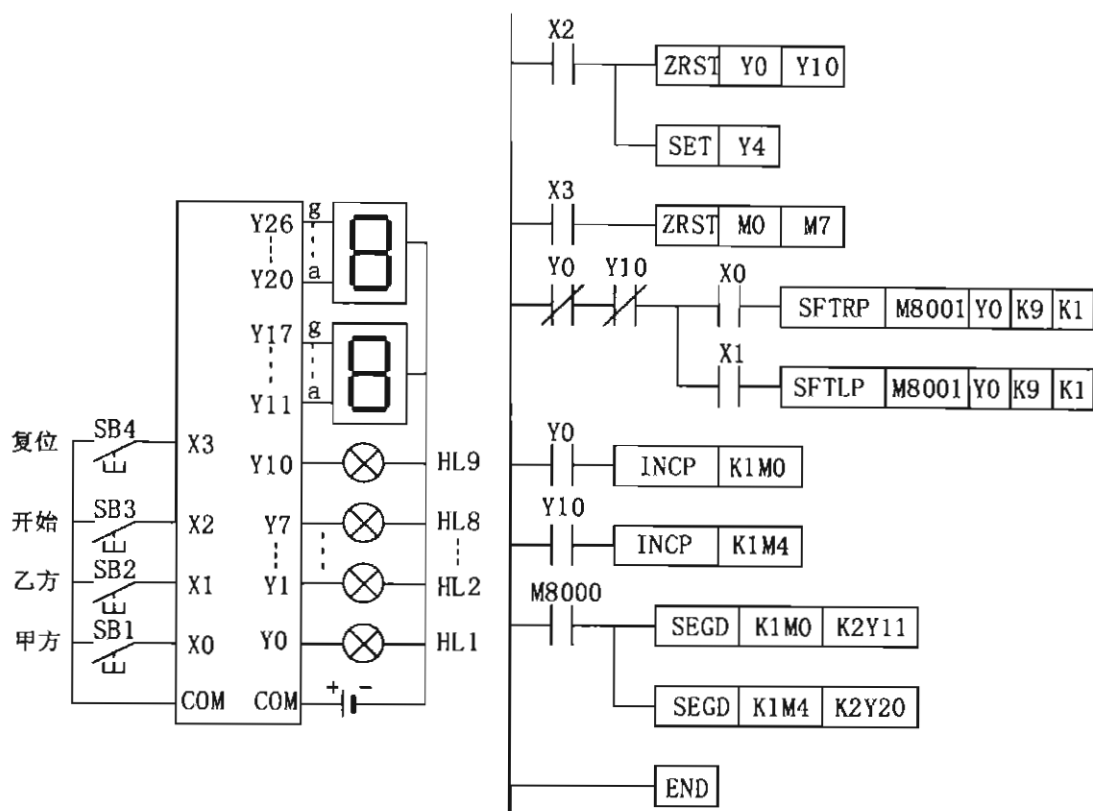 Y26 g
Y20 a
Y17 g
Y11 a
复位 SB4 X3 Y10 HL9
开始 SB3 X2 Y7 HL8
乙方 SB2 X1 Y1 HL2
甲方 SB1 X0 Y0 HL1
COM COM + -
X2
ZRST Y0 Y10
SET Y4
X3
ZRST M0 M7
Y0 Y10 X0
SFTRP M8001 Y0 K9 K1
X1
SFTLP M8001 Y0 K9 K1
Y0
INCP K1M0
Y10
INCP K1M4
M8000
SEGD K1M0 K2Y11
SEGD K1M4 K2Y20
END